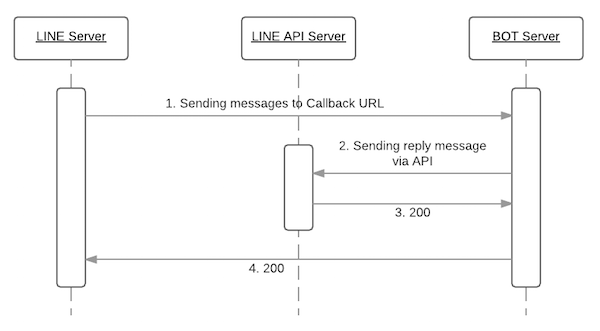 LINE Server
LINE API Server
BOT Server
1. Sending messages to Callback URL
2. Sending reply message
via API
3. 200
4. 200